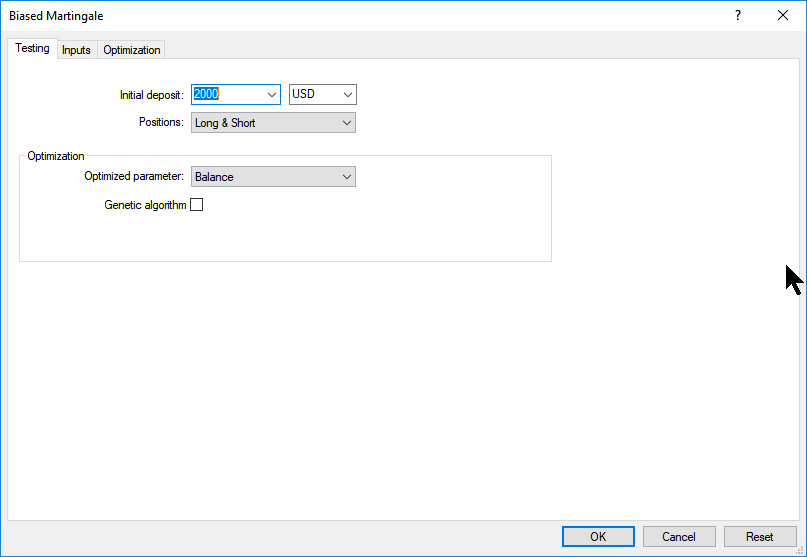 Biased Martingale
Testing Inputs Optimization
Initial deposit: 2000 USD
Positions: Long & Short
Optimization
Optimized parameter: Balance
Genetic algorithm
OK Cancel Reset